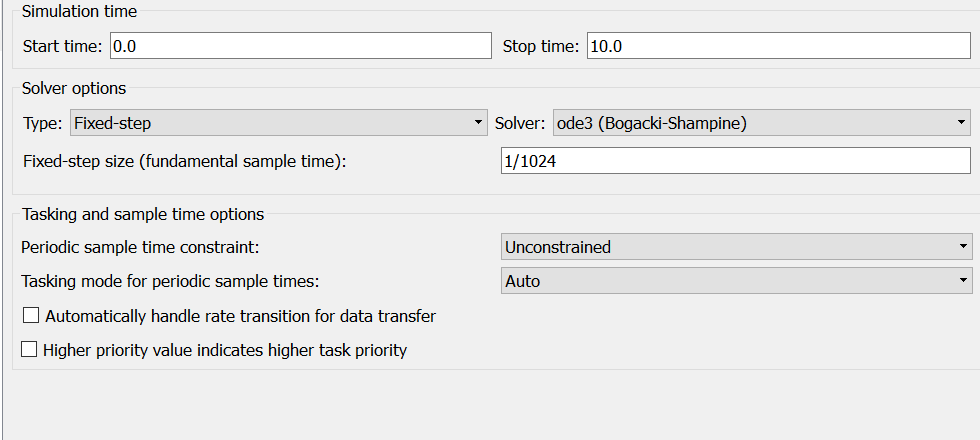 Simulation time
Start time: 0.0 Stop time: 10.0
Solver options
Type: Fixed-step Solver: ode3 (Bogacki-Shampine)
Fixed-step size (fundamental sample time): 1/1024
Tasking and sample time options
Periodic sample time constraint: Unconstrained
Tasking mode for periodic sample times: Auto
Automatically handle rate transition for data transfer
Higher priority value indicates higher task priority